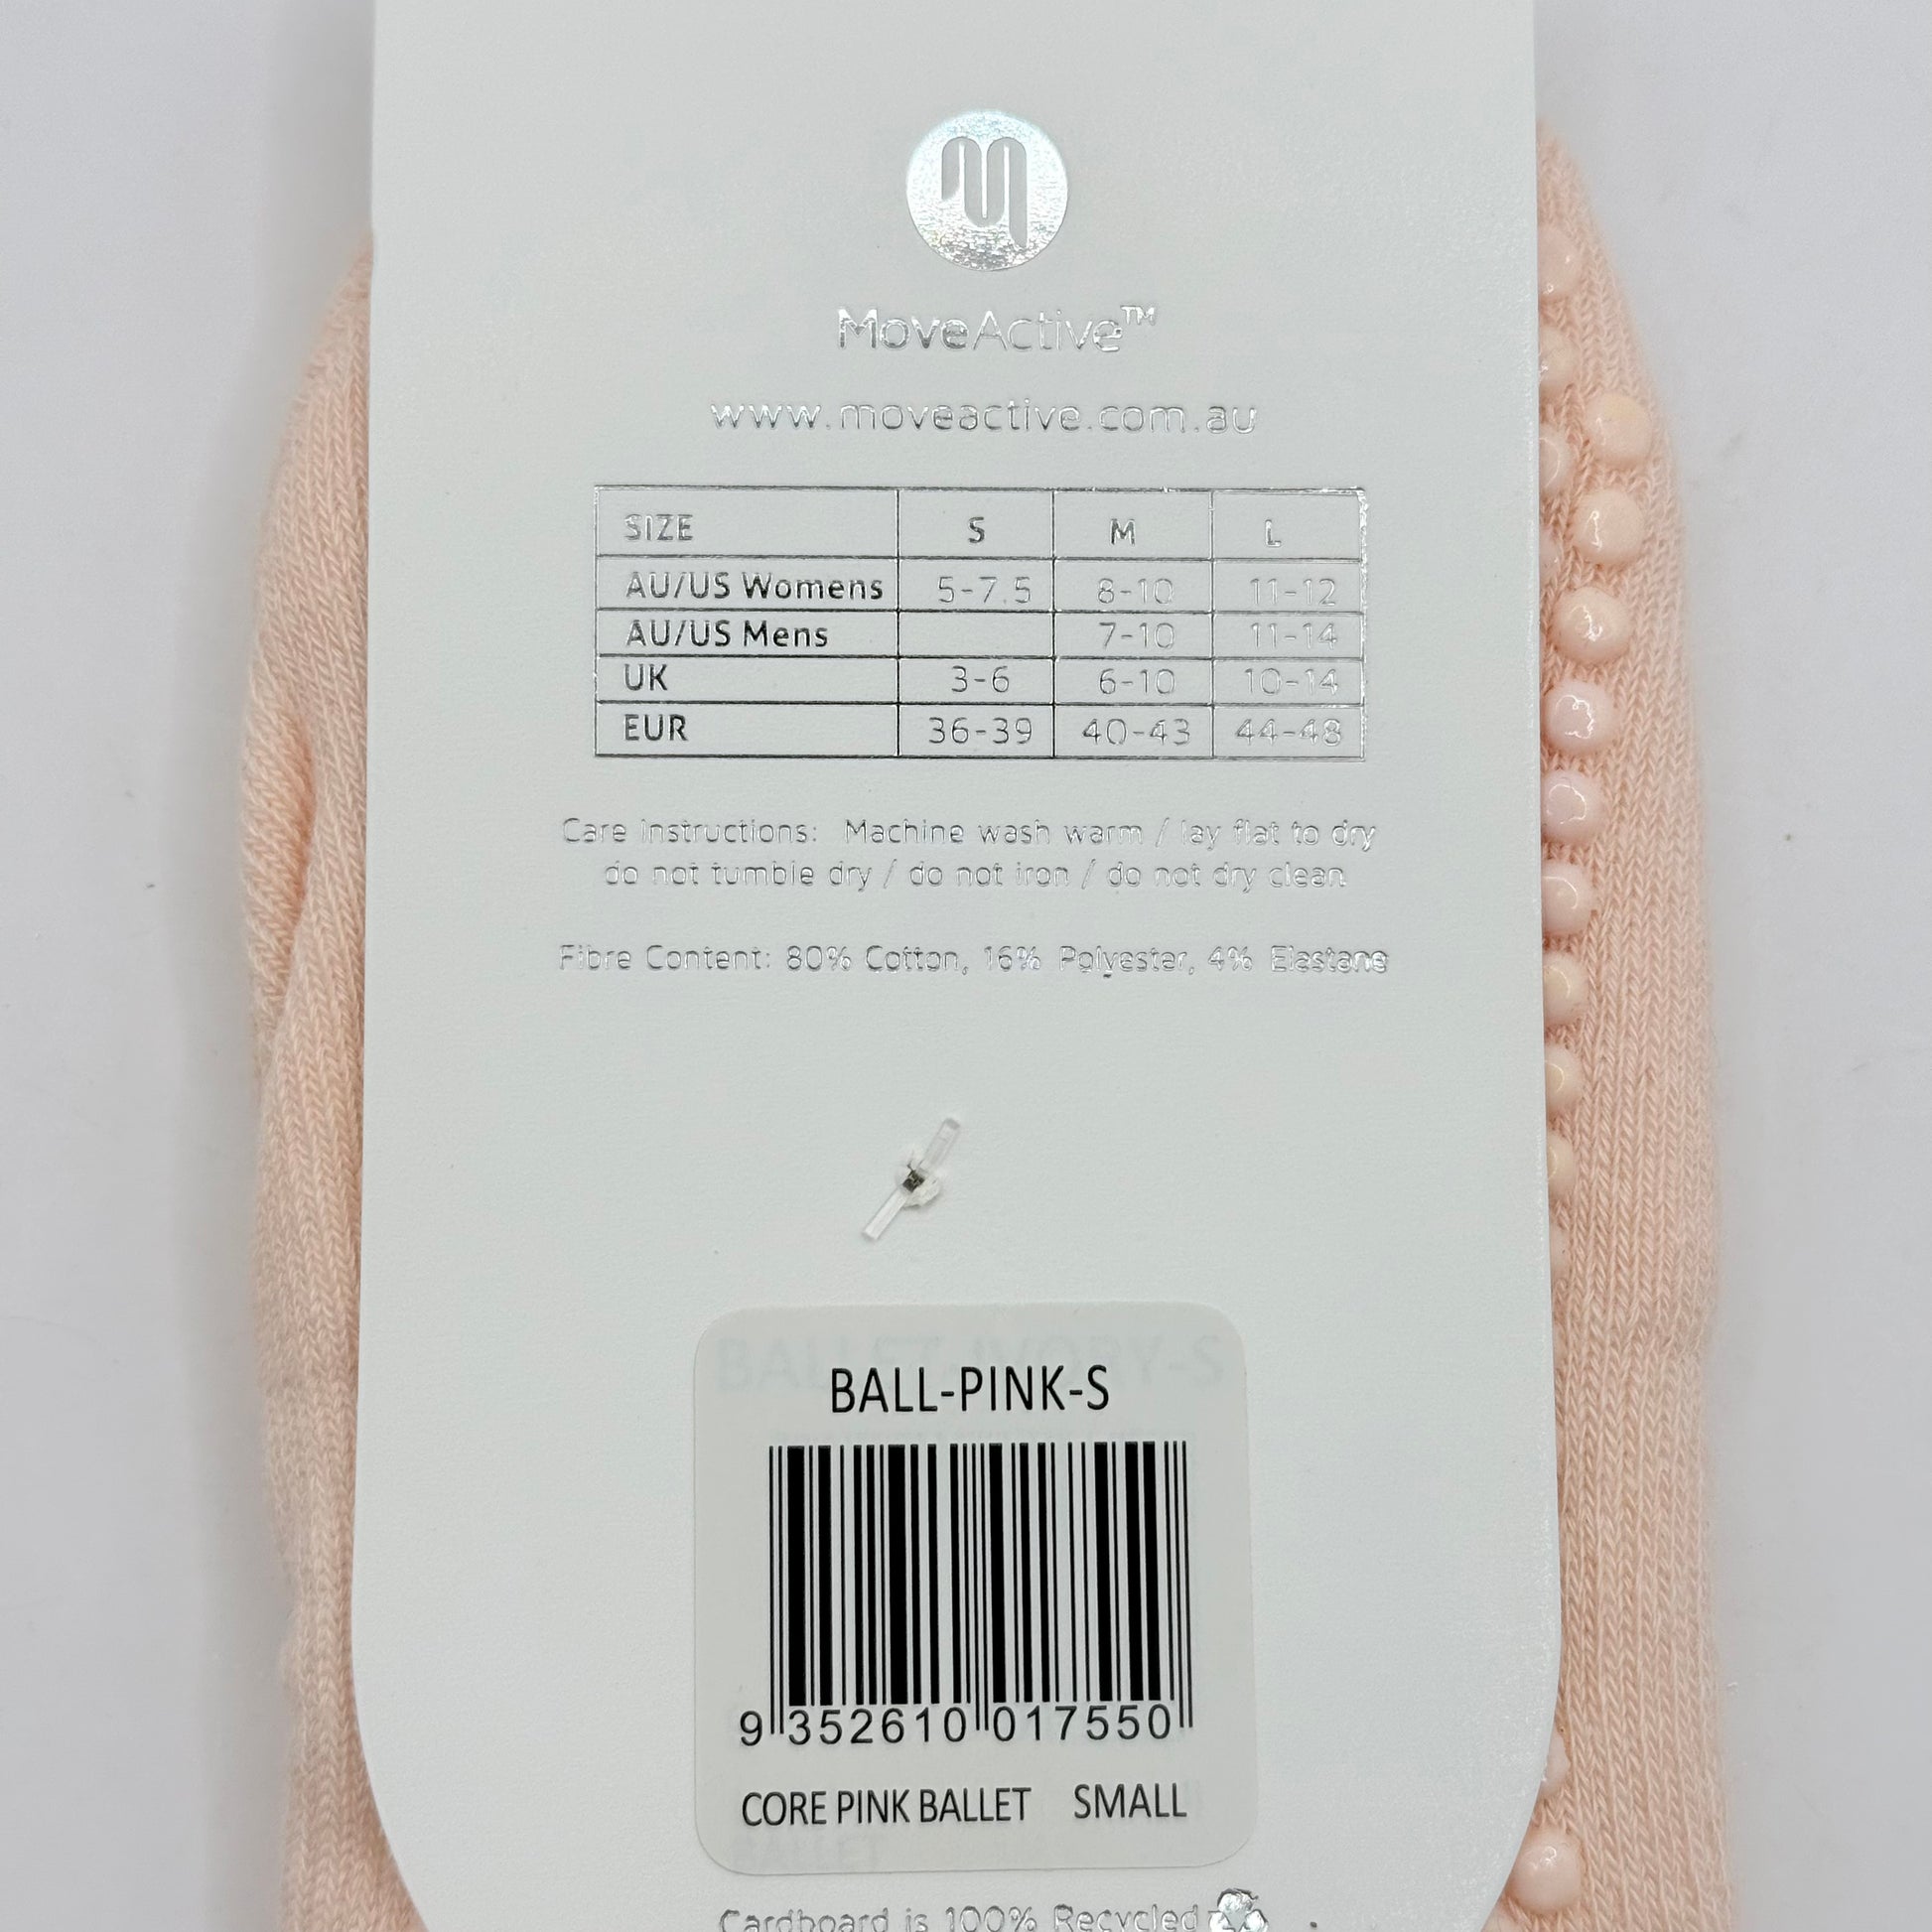 MoveActive™
www.moveactive.com.au
SIZE S M L
AU/US Womens 5-7.5 8-10 11-12
AU/US Mens 7-10 11-14
UK 3-6 6-10 10-14
EUR 36-39 40-43 44-48
Care Instructions: Machine wash warm / lay flat to dry
do not tumble dry / do not iron / do not dry clean
Fibre Content: 80% Cotton, 16% Polyester, 4% Elastane
BALLET-IVORY-S
BALL-PINK-S
9 352610 017550
CORE PINK BALLET SMALL
BALLET
Cardboard is 100% Recycled